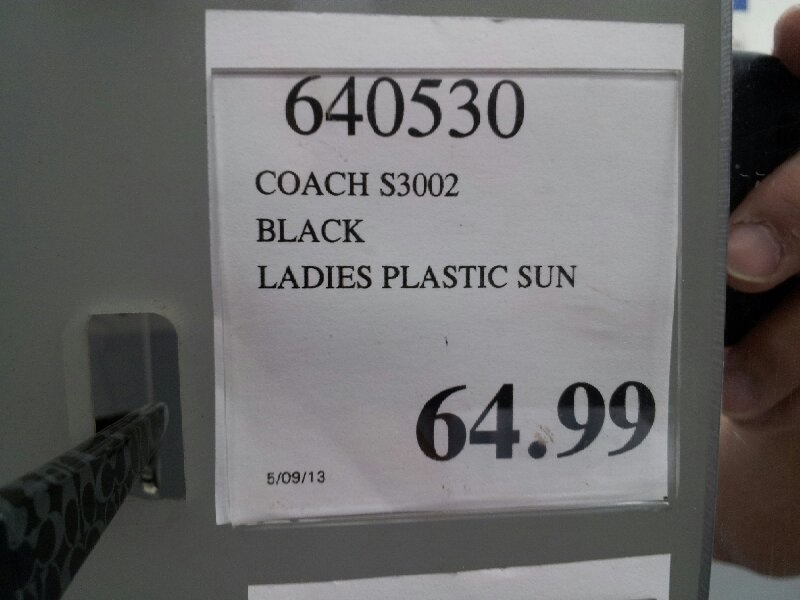 640530
COACH S3002
BLACK
LADIES PLASTIC SUN
64.99
5/09/13